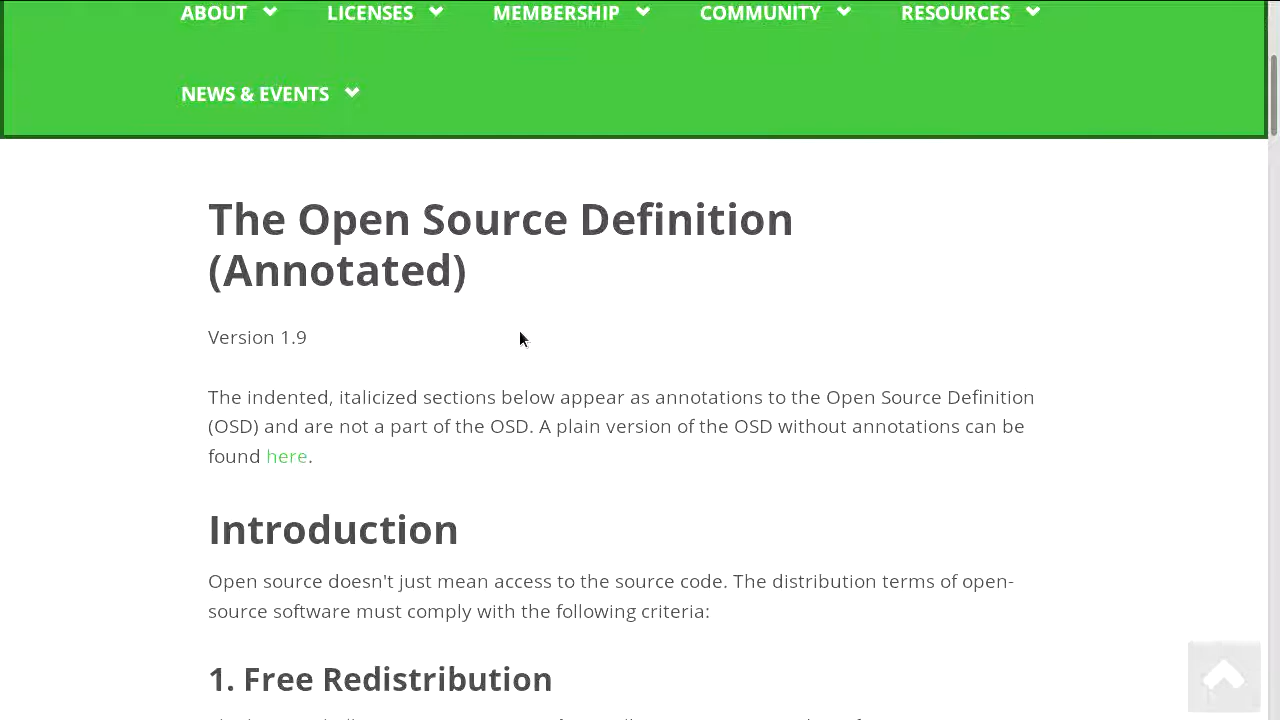 ABOUT LICENSES MEMBERSHIP COMMUNITY RESOURCES
NEWS & EVENTS
The Open Source Definition
(Annotated)
Version 1.9
The indented, italicized sections below appear as annotations to the Open Source Definition
(OSD) and are not a part of the OSD. A plain version of the OSD without annotations can be
found here.
Introduction
Open source doesn't just mean access to the source code. The distribution terms of open-
source software must comply with the following criteria:
1. Free Redistribution